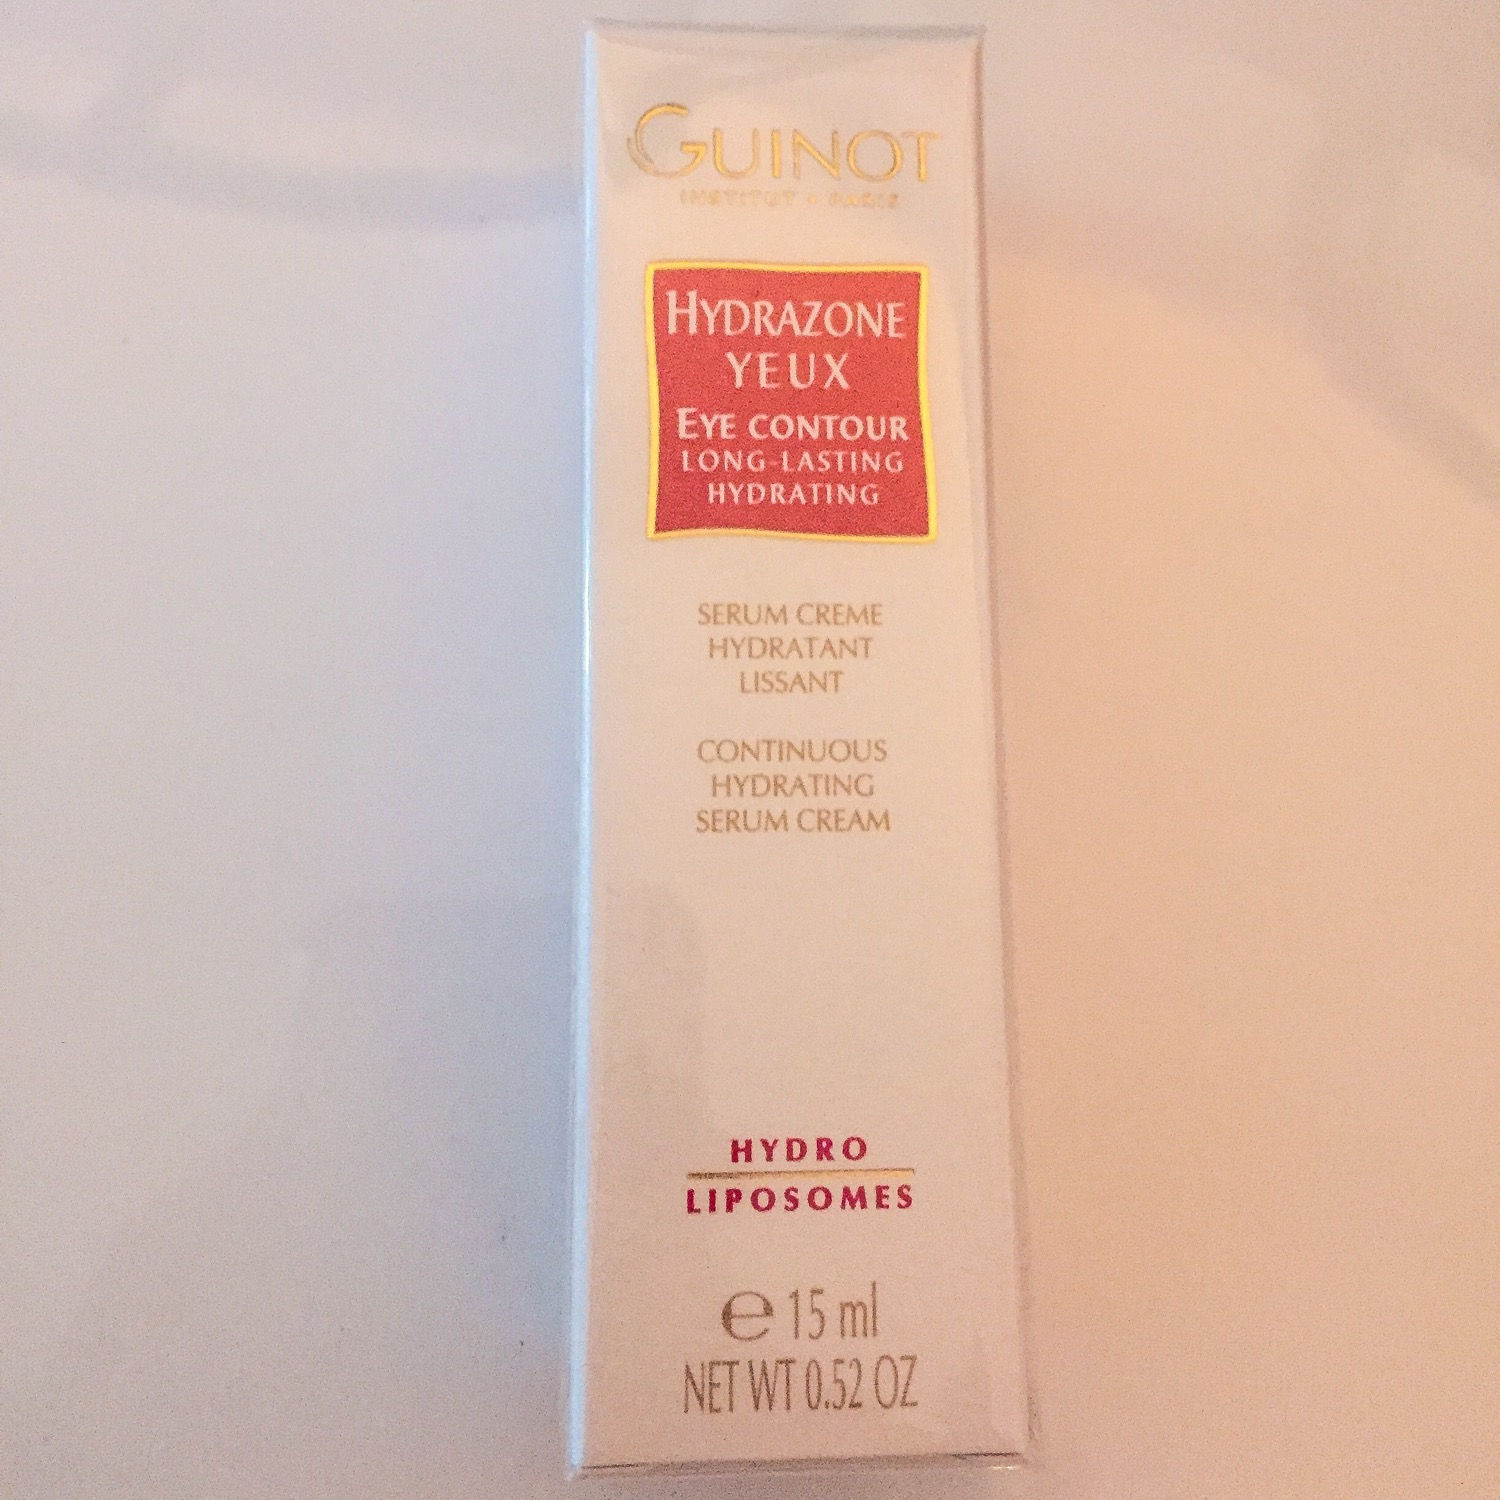 GUINOT
INSTITUT • PARIS
HYDRAZONE
YEUX
EYE CONTOUR
LONG-LASTING
HYDRATING
SERUM CREME
HYDRATANT
LISSANT
CONTINUOUS
HYDRATING
SERUM CREAM
HYDRO
LIPOSOMES
℮ 15 ml
NET WT 0.52 OZ